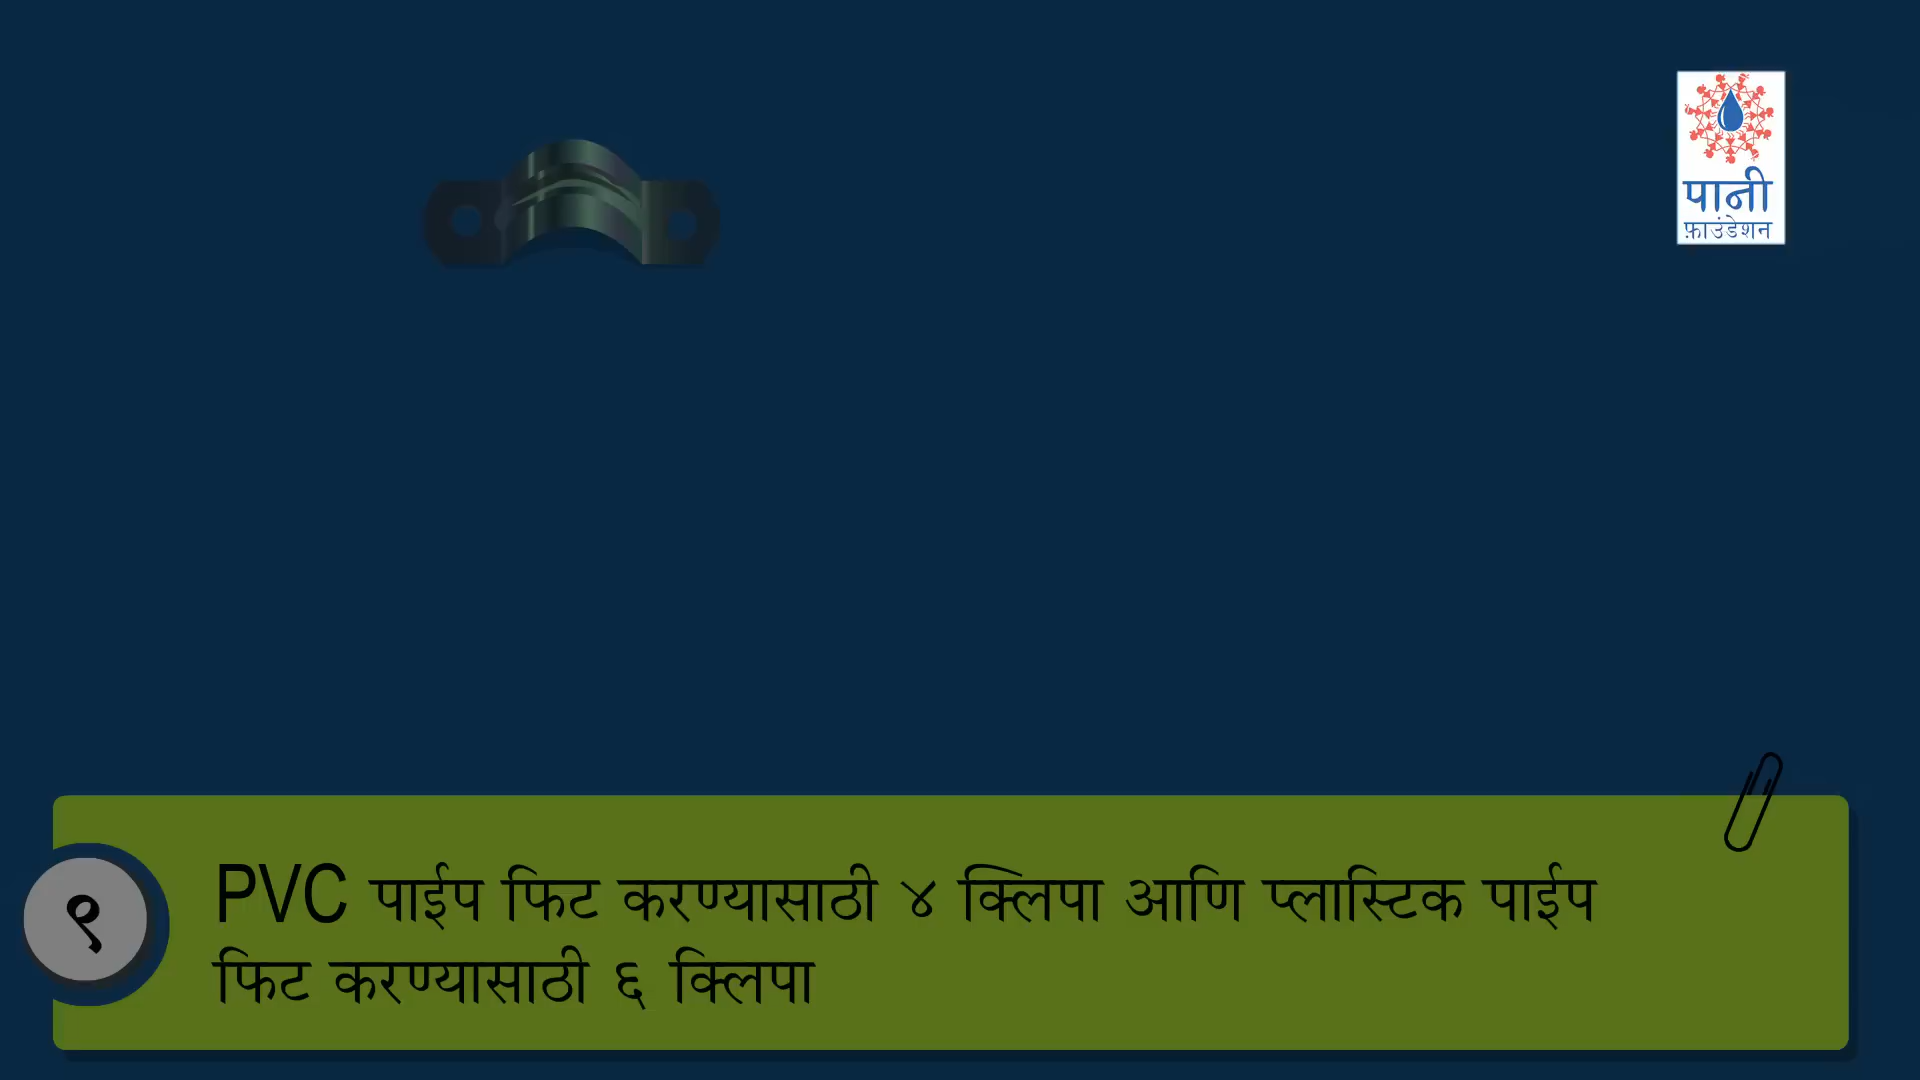 पानी
फ़ाउंडेशन
१
PVC पाईप फिट करण्यासाठी ४ क्लिपा आणि प्लास्टिक पाईप
फिट करण्यासाठी ६ क्लिपा